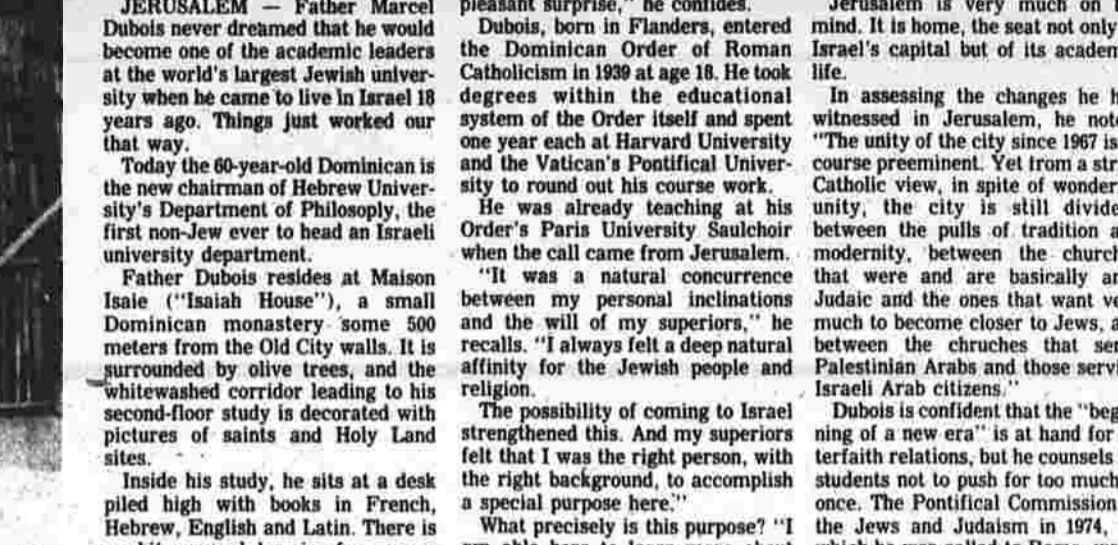 JERUSALEM — Father Marcel
Dubois never dreamed that he would
become one of the academic leaders
at the world's largest Jewish univer-
sity when he came to live in Israel 18
years ago. Things just worked our
that way.
Today the 60-year-old Dominican is
the new chairman of Hebrew Univer-
sity's Department of Philosoply, the
first non-Jew ever to head an Israeli
university department.
Father Dubois resides at Maison
Isaie ("Isaiah House"), a small
Dominican monastery some 500
meters from the Old City walls. It is
surrounded by olive trees, and the
whitewashed corridor leading to his
second-floor study is decorated with
pictures of saints and Holy Land
sites.
Inside his study, he sits at a desk
piled high with books in French,
Hebrew, English and Latin. There is
pleasant surprise," he confides.
Dubois, born in Flanders, entered
the Dominican Order of Roman
Catholicism in 1939 at age 18. He took
degrees within the educational
system of the Order itself and spent
one year each at Harvard University
and the Vatican's Pontifical Univer-
sity to round out his course work.
He was already teaching at his
Order's Paris University Saulchoir
when the call came from Jerusalem.
"It was a natural concurrence
between my personal inclinations
and the will of my superiors," he
recalls. "I always felt a deep natural
affinity for the Jewish people and
religion.
The possibility of coming to Israel
strengthened this. And my superiors
felt that I was the right person, with
the right background, to accomplish
a special purpose here."
What precisely is this purpose? "I
Jerusalem is very much on
mind. It is home, the seat not only
Israel's capital but of its academ
life.
In assessing the changes he h
witnessed in Jerusalem, he note
"The unity of the city since 1967 is
course preeminent. Yet from a str
Catholic view, in spite of wonder
unity, the city is still divide
between the pulls of tradition a
modernity, between the church
that were and are basically a
Judaic and the ones that want v
much to become closer to Jews,
between the chruches that ser
Palestinian Arabs and those servi
Israeli Arab citizens."
Dubois is confident that the "beg
ning of a new era" is at hand for
terfaith relations, but he counsels
students not to push for too much
once. The Pontifical Commission
the Jews and Judaism in 1974,